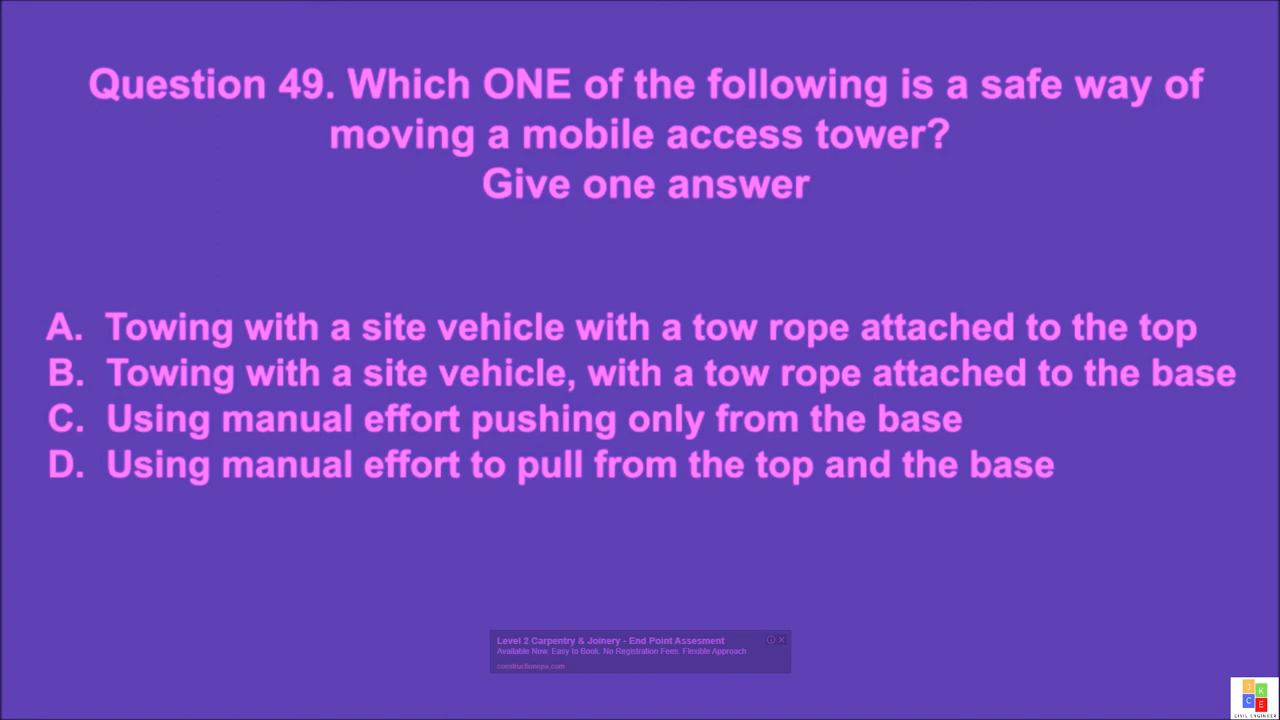 Question 49. Which ONE of the following is a safe way of
moving a mobile access tower?
Give one answer
A. Towing with a site vehicle with a tow rope attached to the top
B. Towing with a site vehicle, with a tow rope attached to the base
C. Using manual effort pushing only from the base
D. Using manual effort to pull from the top and the base
Level 2 Carpentry & Joinery - End Point Assesment
Available Now. Easy to Book. No Registration Fees. Flexible Approach
constructionepa.com
J K
C E
CIVIL ENGINEER